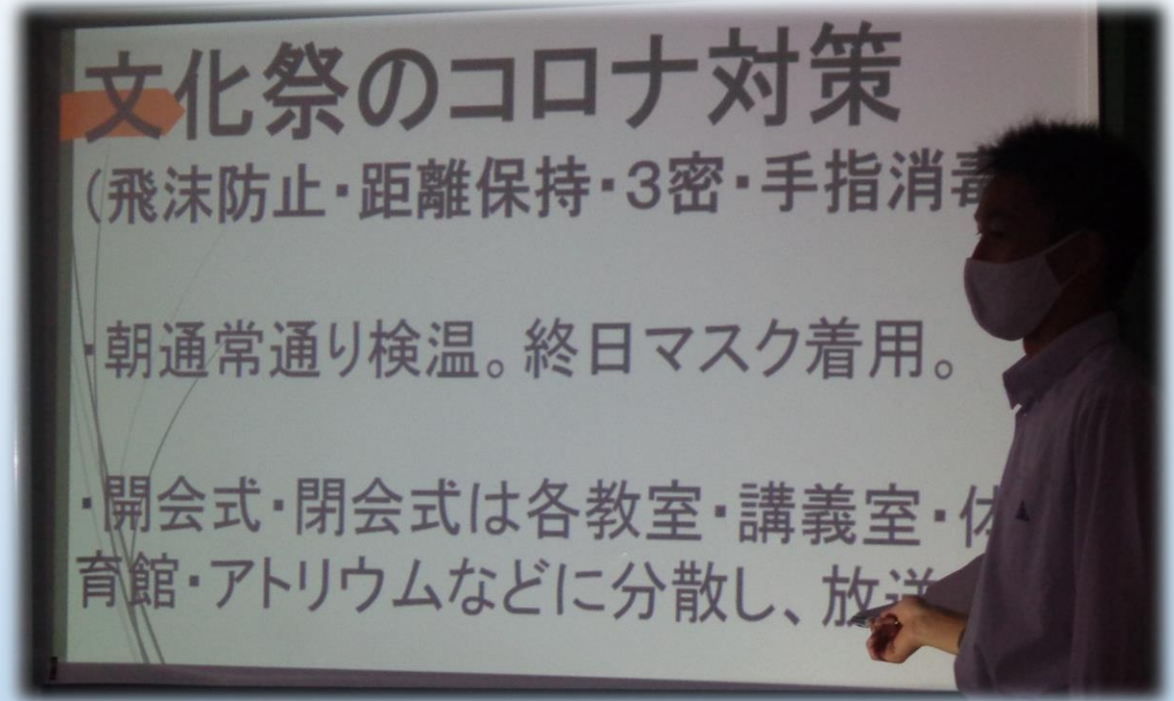 文化祭のコロナ対策
(飛沫防止・距離保持・3密・手指消毒
・朝通常通り検温。終日マスク着用。
・開会式・閉会式は各教室・講義室・体
育館・アトリウムなどに分散し、放送